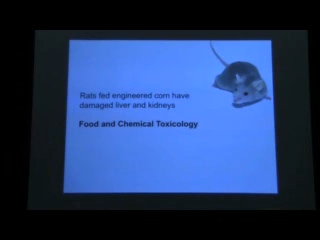 Rats fed engineered corn have
damaged liver and kidneys
Food and Chemical Toxicology